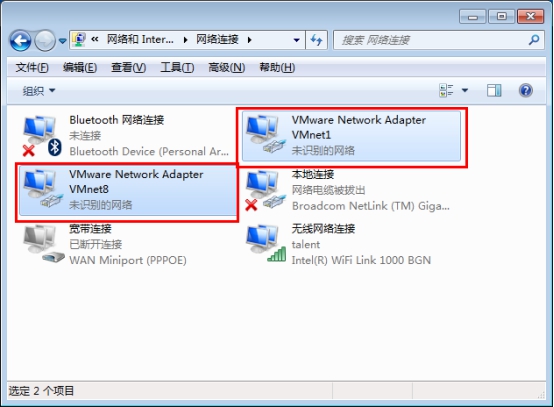 « 网络和 Inter... ▸ 网络连接 ▸
搜索 网络连接
文件(F) 编辑(E) 查看(V) 工具(T) 高级(N) 帮助(H)
组织
Bluetooth 网络连接
未连接
Bluetooth Device (Personal Ar...
VMware Network Adapter
VMnet1
未识别的网络
VMware Network Adapter
VMnet8
未识别的网络
本地连接
网络电缆被拔出
Broadcom NetLink (TM) Giga...
宽带连接
已断开连接
WAN Miniport (PPPOE)
无线网络连接
talent
Intel(R) WiFi Link 1000 BGN
选定 2 个项目